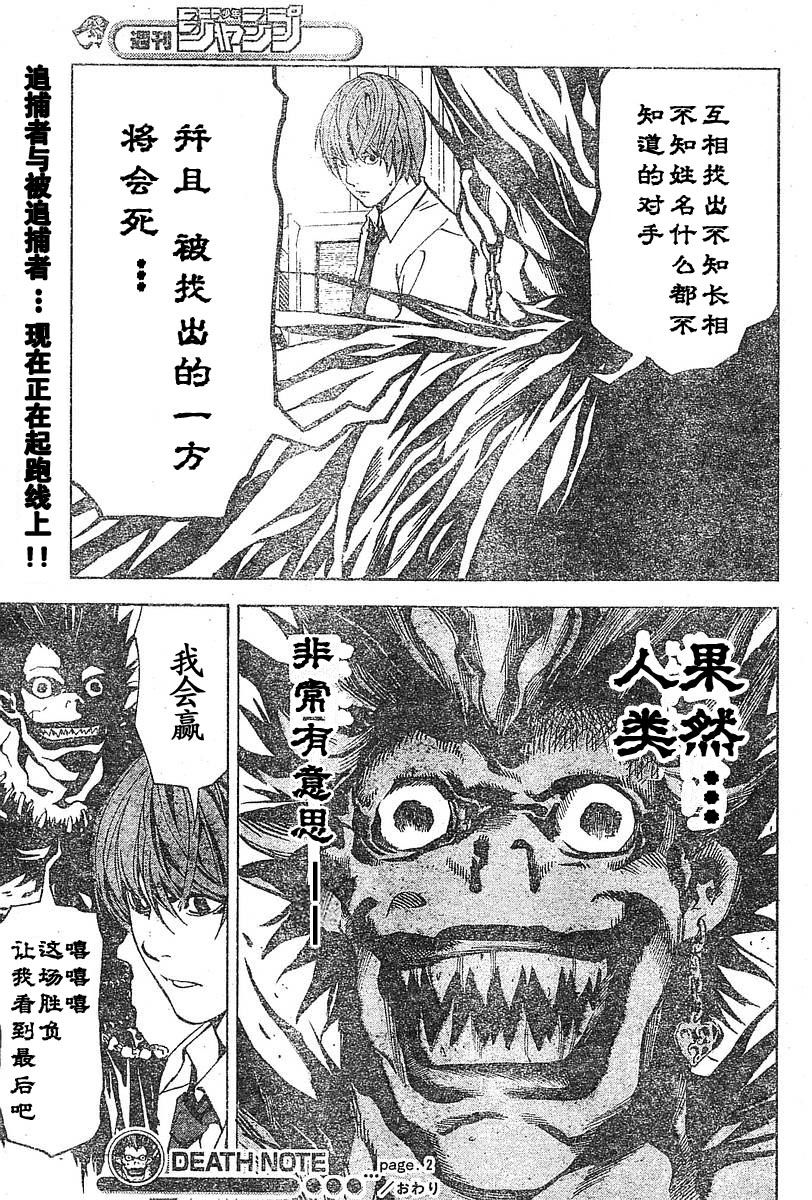 週刊少年ジャンプ
互相找出不知长相
不知姓名什么都不
知道的对手
并且 被找出的一方
将会死…
追捕者与被追捕者…现在正在起跑线上!!
果然…
人类
非常有意思——
我会赢
嘻嘻嘻
这场胜负
让我看到最后吧
DEATH NOTE
page.2
…／おわり